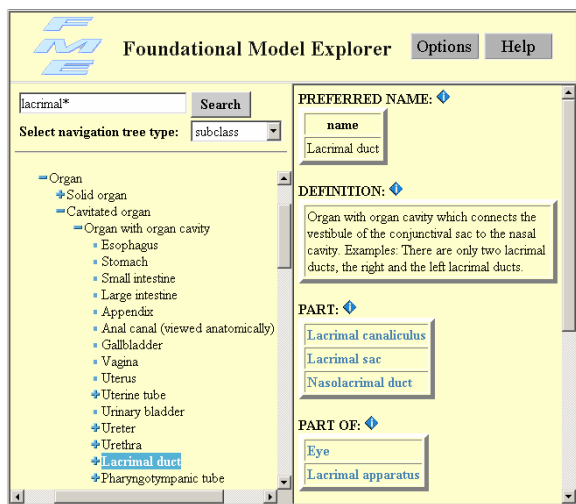 FME
Foundational Model Explorer
Options
Help
lacrimal*
Search
Select navigation tree type:
subclass
Organ
Solid organ
Cavitated organ
Organ with organ cavity
Esophagus
Stomach
Small intestine
Large intestine
Appendix
Anal canal (viewed anatomically)
Gallbladder
Vagina
Uterus
Uterine tube
Urinary bladder
Ureter
Urethra
Lacrimal duct
Pharyngotympanic tube
PREFERRED NAME:
name
Lacrimal duct
DEFINITION:
Organ with organ cavity which connects the
vestibule of the conjunctival sac to the nasal
cavity. Examples: There are only two lacrimal
ducts, the right and the left lacrimal ducts.
PART:
Lacrimal canaliculus
Lacrimal sac
Nasolacrimal duct
PART OF:
Eye
Lacrimal apparatus